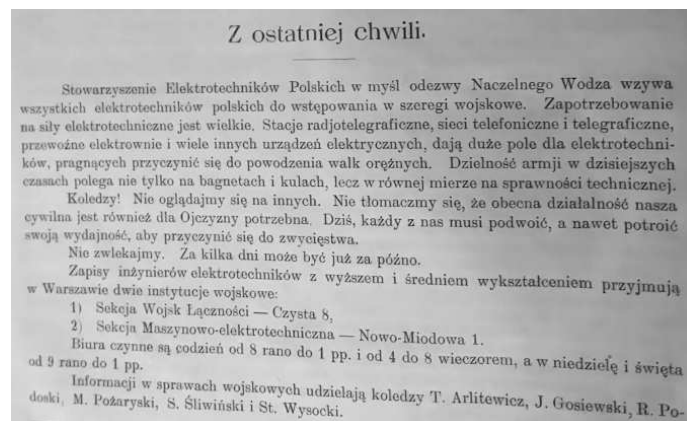 Z ostatniej chwili.
Stowarzyszenie Elektrotechników Polskich w myśl odezwy Naczelnego Wodza wzywa
wszystkich elektrotechników polskich do wstępowania w szeregi wojskowe. Zapotrzebowanie
na siły elektrotechniczne jest wielkie. Stacje radjotelegraficzne, sieci telefoniczne i telegraficzne,
przewoźne elektrownie i wiele innych urządzeń elektrycznych, dają duże pole dla elektrotechni-
ków, pragnących przyczynić się do powodzenia walk orężnych. Dzielność armji w dzisiejszych
czasach polega nie tylko na bagnetach i kulach, lecz w równej mierze na sprawności technicznej.
Koledzy! Nie oglądajmy się na innych. Nie tłomaczmy się, że obecna działalność nasza
cywilna jest również dla Ojczyzny potrzebna. Dziś, każdy z nas musi podwoić, a nawet potroić
swoją wydajność, aby przyczynić się do zwycięstwa.
Nie zwlekajmy. Za kilka dni może być już za późno.
Zapisy inżynierów elektrotechników z wyższem i średniem wykształceniem przyjmują
w Warszawie dwie instytucje wojskowe:
1) Sekcja Wojsk Łączności — Czysta 8,
2) Sekcja Maszynowo-elektrotechniczna — Nowo-Miodowa 1.
Biura czynne są codzień od 8 rano do 1 pp. i od 4 do 8 wieczorem, a w niedzielę i święta
od 9 rano do 1 pp.
Informacji w sprawach wojskowych udzielają koledzy T. Arlitewicz, J. Gosiewski, R. Po-
doski, M. Pożaryski, S. Śliwiński i St. Wysocki.